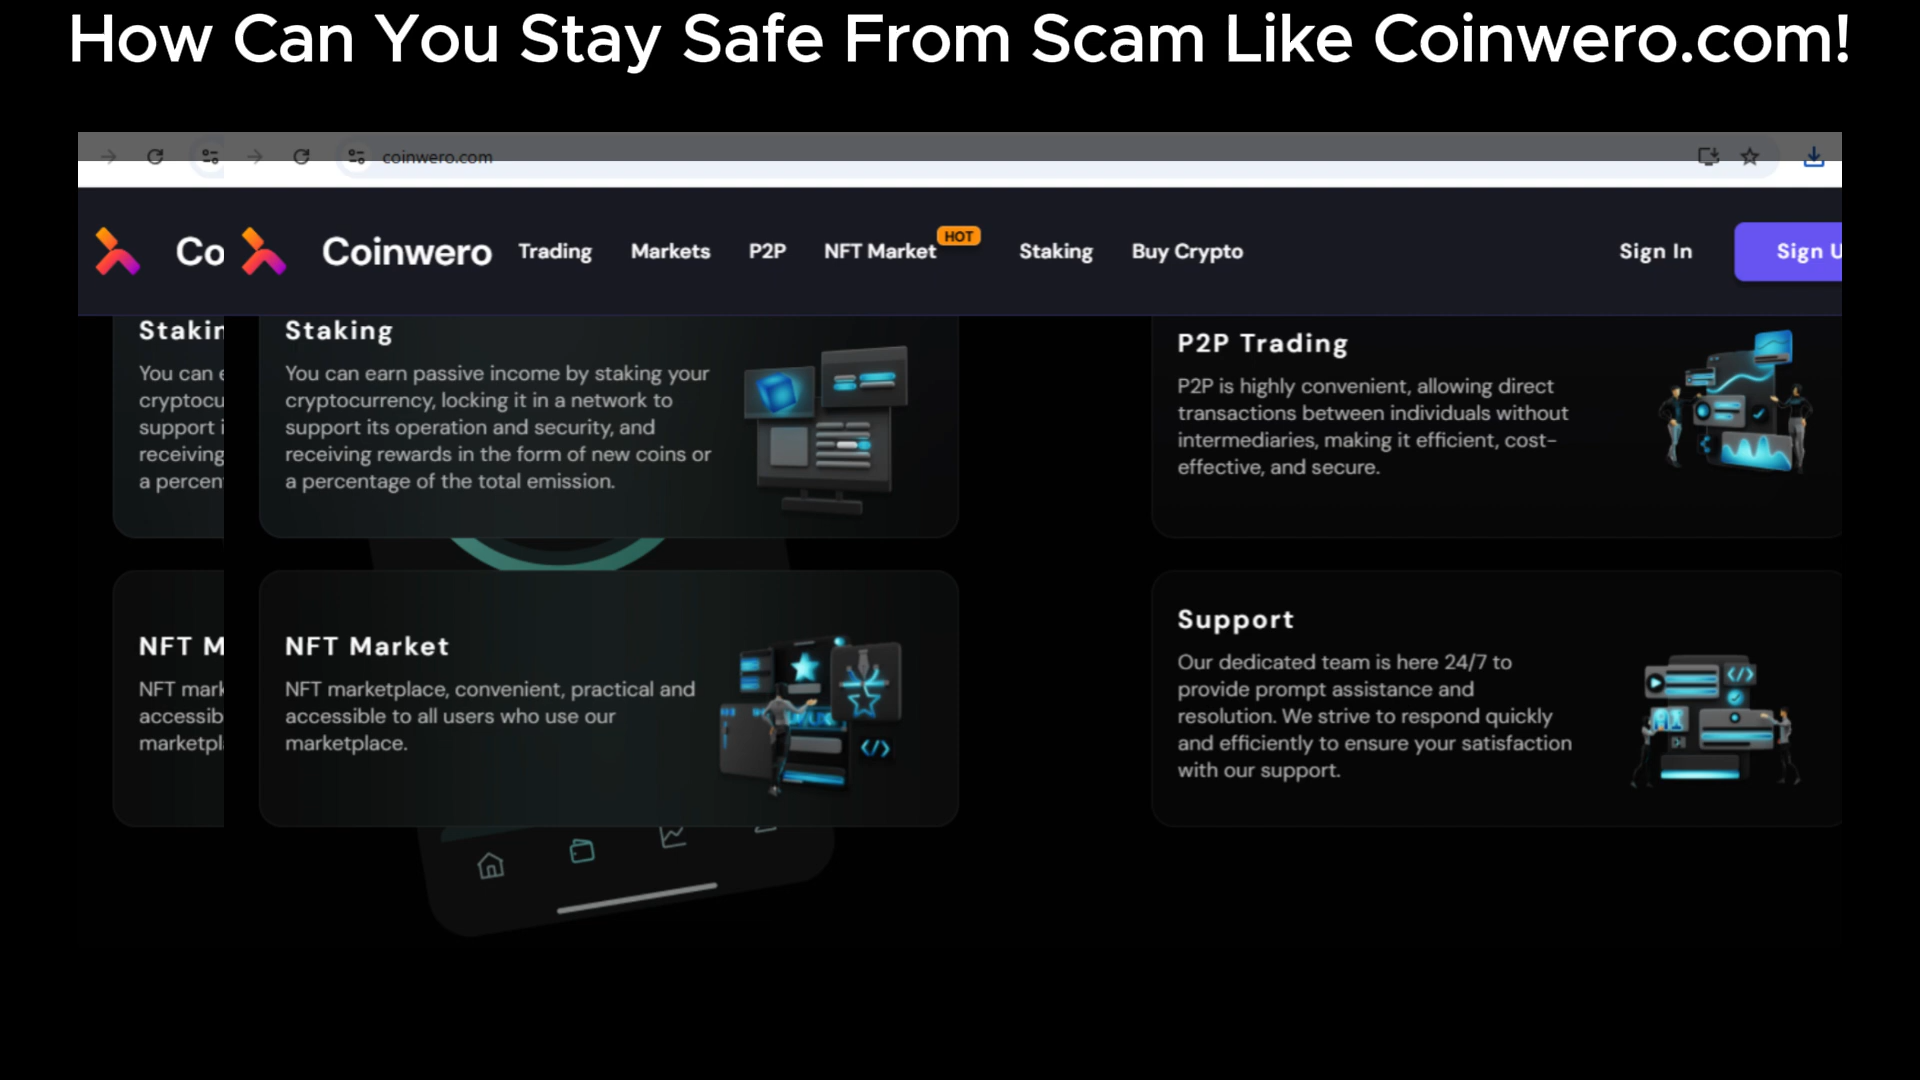 How Can You Stay Safe From Scam Like Coinwero.com!
coinwero.com
Co
Coinwero
Trading
Markets
P2P
NFT Market
HOT
Staking
Buy Crypto
Sign In
Sign U
Stakin
You can e
cryptocu
support i
receiving
a percen
Staking
You can earn passive income by staking your
cryptocurrency, locking it in a network to
support its operation and security, and
receiving rewards in the form of new coins or
a percentage of the total emission.
P2P Trading
P2P is highly convenient, allowing direct
transactions between individuals without
intermediaries, making it efficient, cost-
effective, and secure.
NFT M
NFT mark
accessib
marketpl
NFT Market
NFT marketplace, convenient, practical and
accessible to all users who use our
marketplace.
Support
Our dedicated team is here 24/7 to
provide prompt assistance and
resolution. We strive to respond quickly
and efficiently to ensure your satisfaction
with our support.